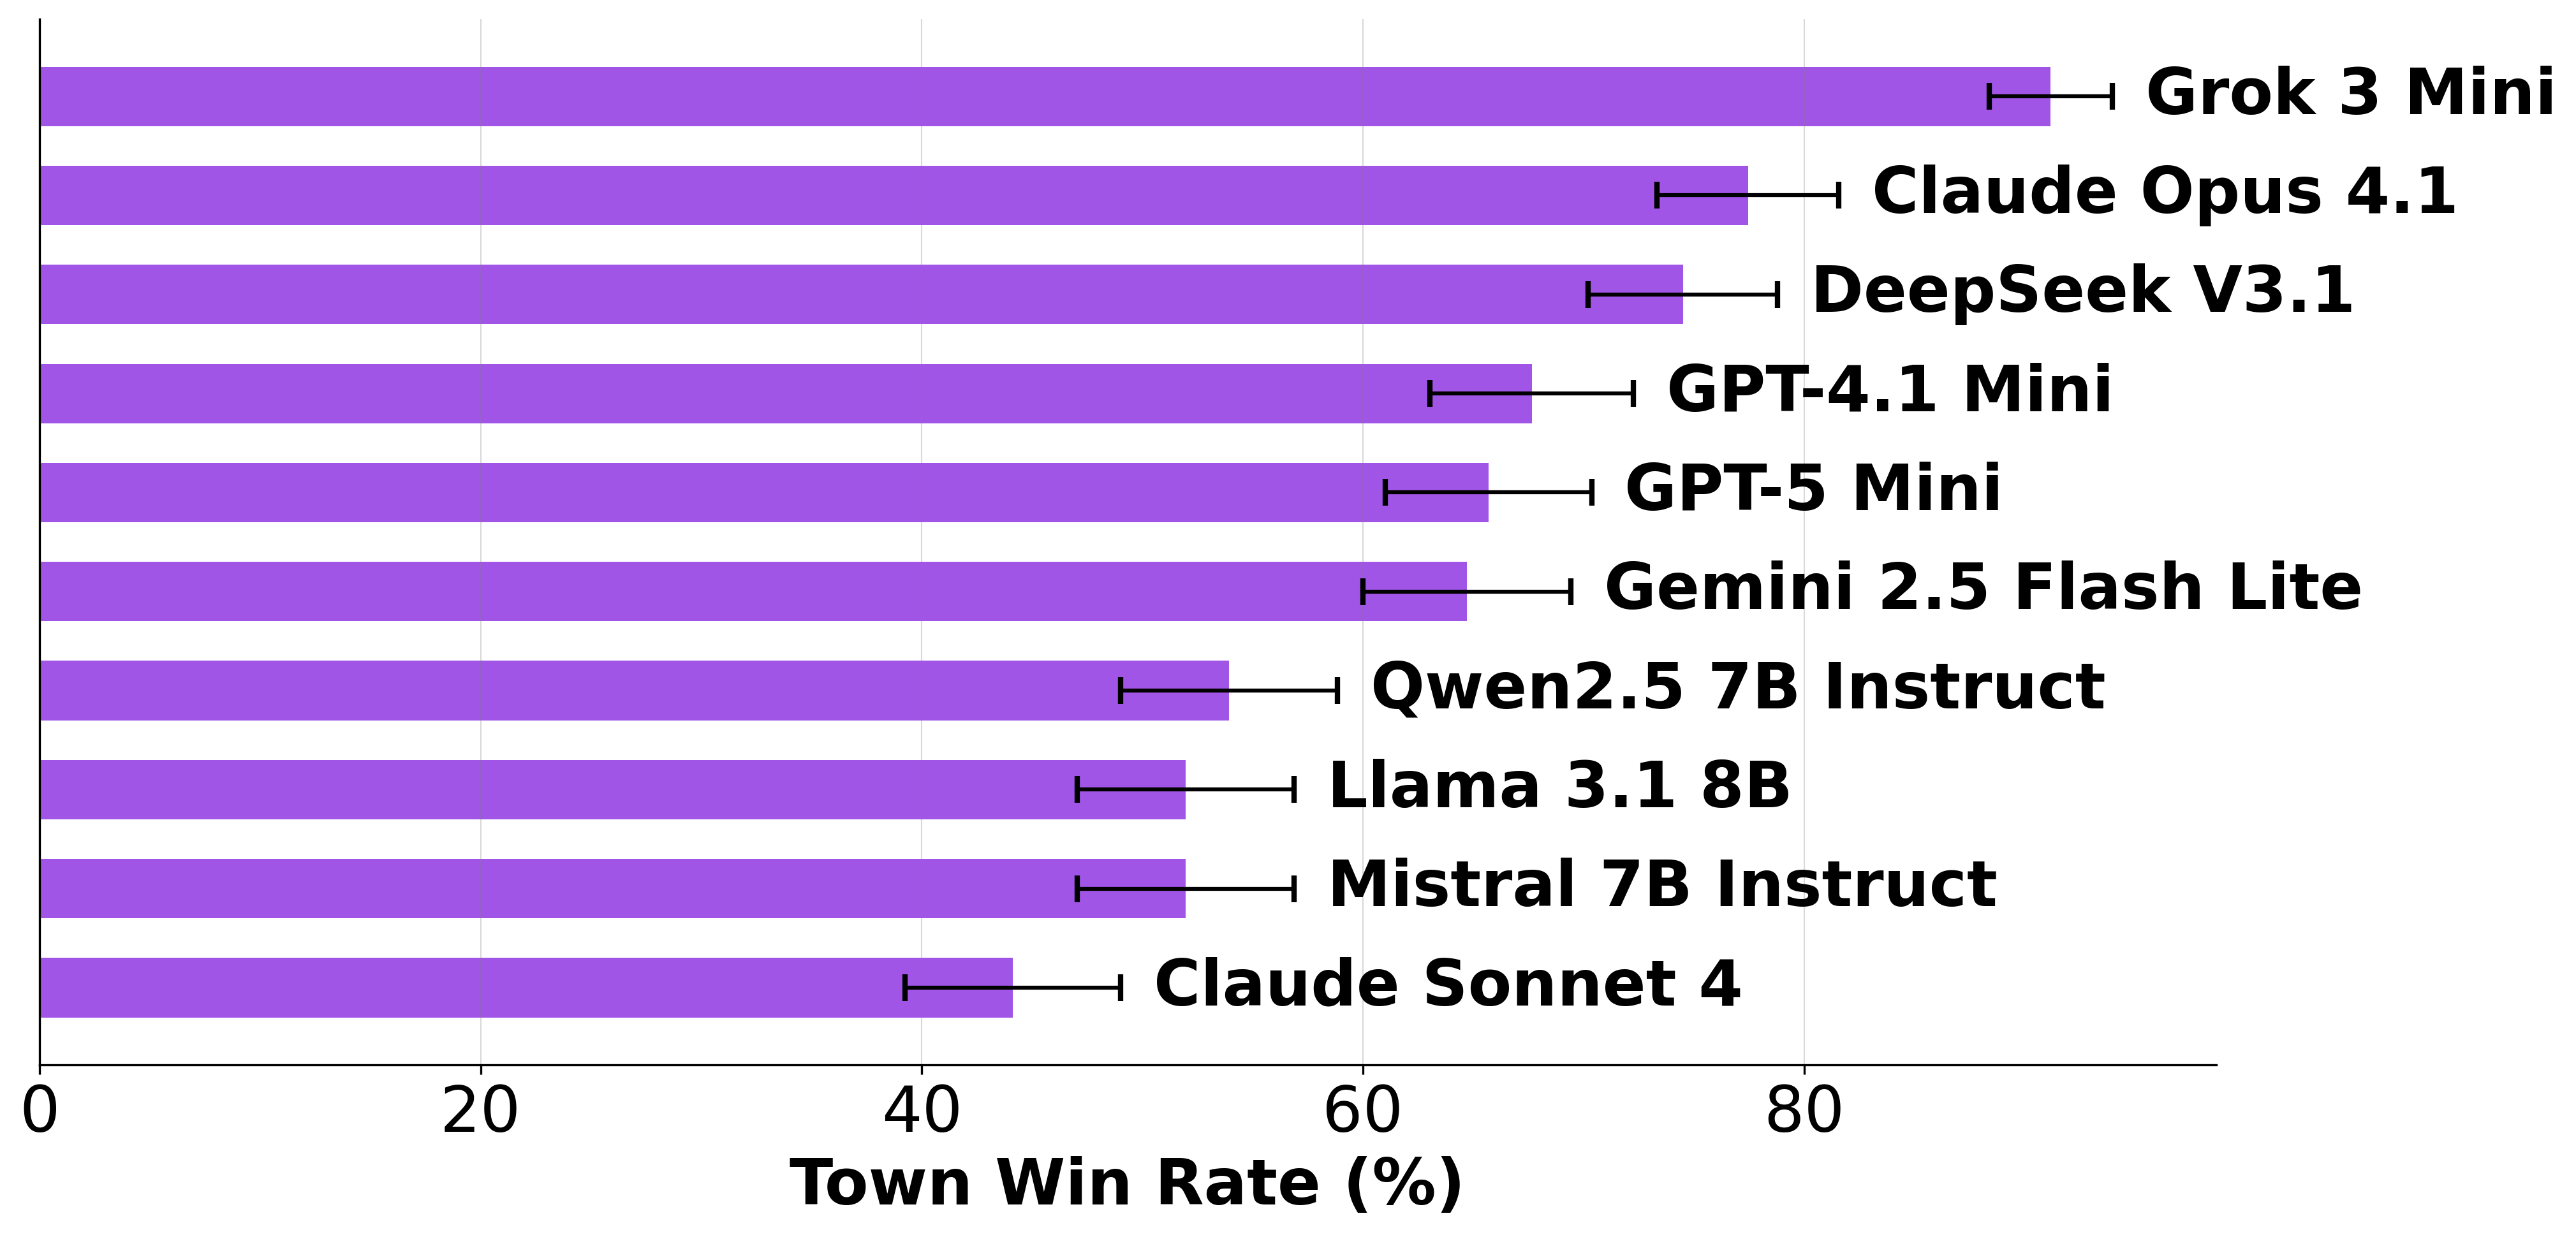 Grok 3 Mini
Claude Opus 4.1
DeepSeek V3.1
GPT-4.1 Mini
GPT-5 Mini
Gemini 2.5 Flash Lite
Qwen2.5 7B Instruct
Llama 3.1 8B
Mistral 7B Instruct
Claude Sonnet 4
0 20 40 60 80
Town Win Rate (%)